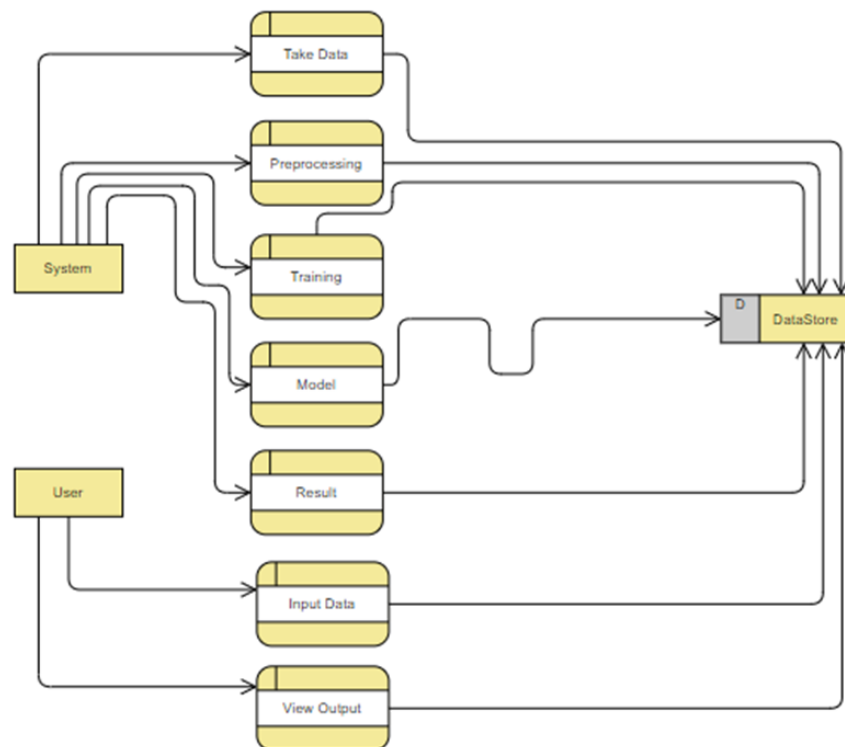 Take Data
Preprocessing
System
Training
D
DataStore
Model
User
Result
Input Data
View Output